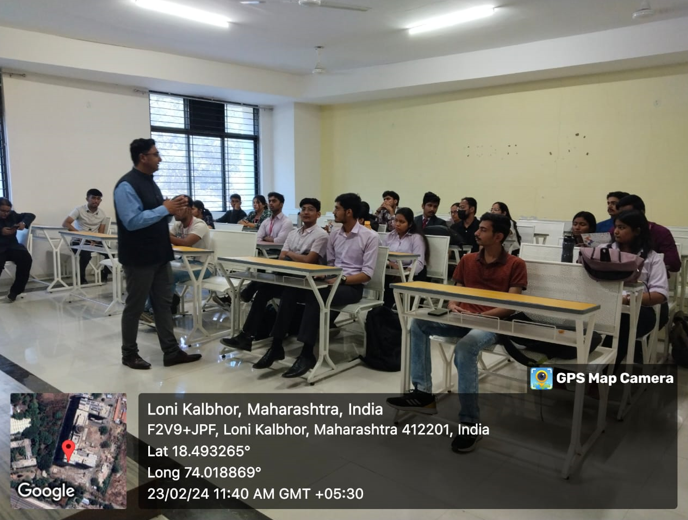 GPS Map Camera
Loni Kalbhor, Maharashtra, India
F2V9+JPF, Loni Kalbhor, Maharashtra 412201, India
Lat 18.493265°
Long 74.018869°
23/02/24 11:40 AM GMT +05:30
Google